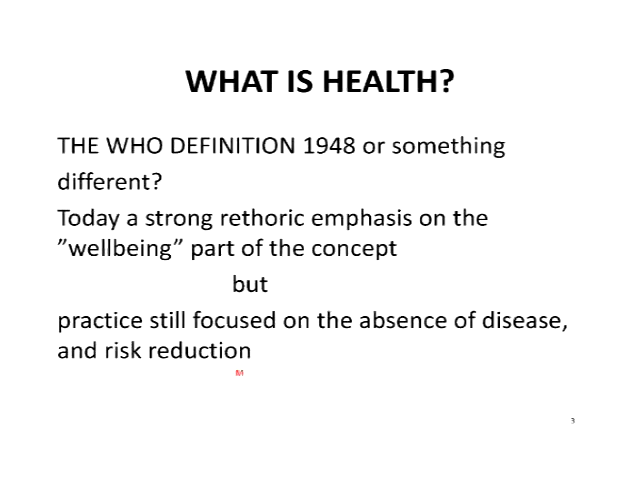 WHAT IS HEALTH?
THE WHO DEFINITION 1948 or something
different?
Today a strong rethoric emphasis on the
”wellbeing” part of the concept
but
practice still focused on the absence of disease,
and risk reduction
M
3